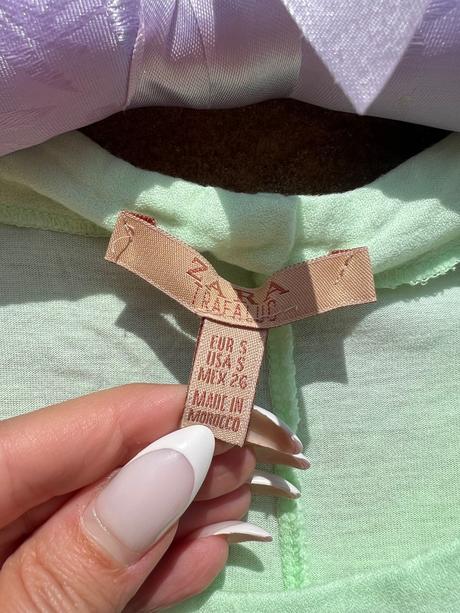 ZARA
TRAFALUC
EUR S
USA S
MEX 26
MADE IN
MOROCCO